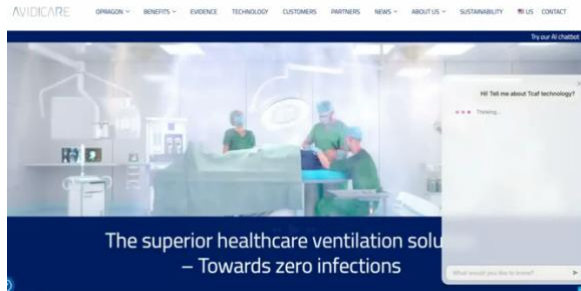 AVIDICARE
OPRAGON BENEFITS EVIDENCE TECHNOLOGY CUSTOMERS PARTNERS NEWS ABOUT US SUSTAINABILITY US CONTACT
Try our AI chatbot
Hi! Tell me about Tcaf technology?
Thinking...
The superior healthcare ventilation solu
– Towards zero infections
What would you like to know?